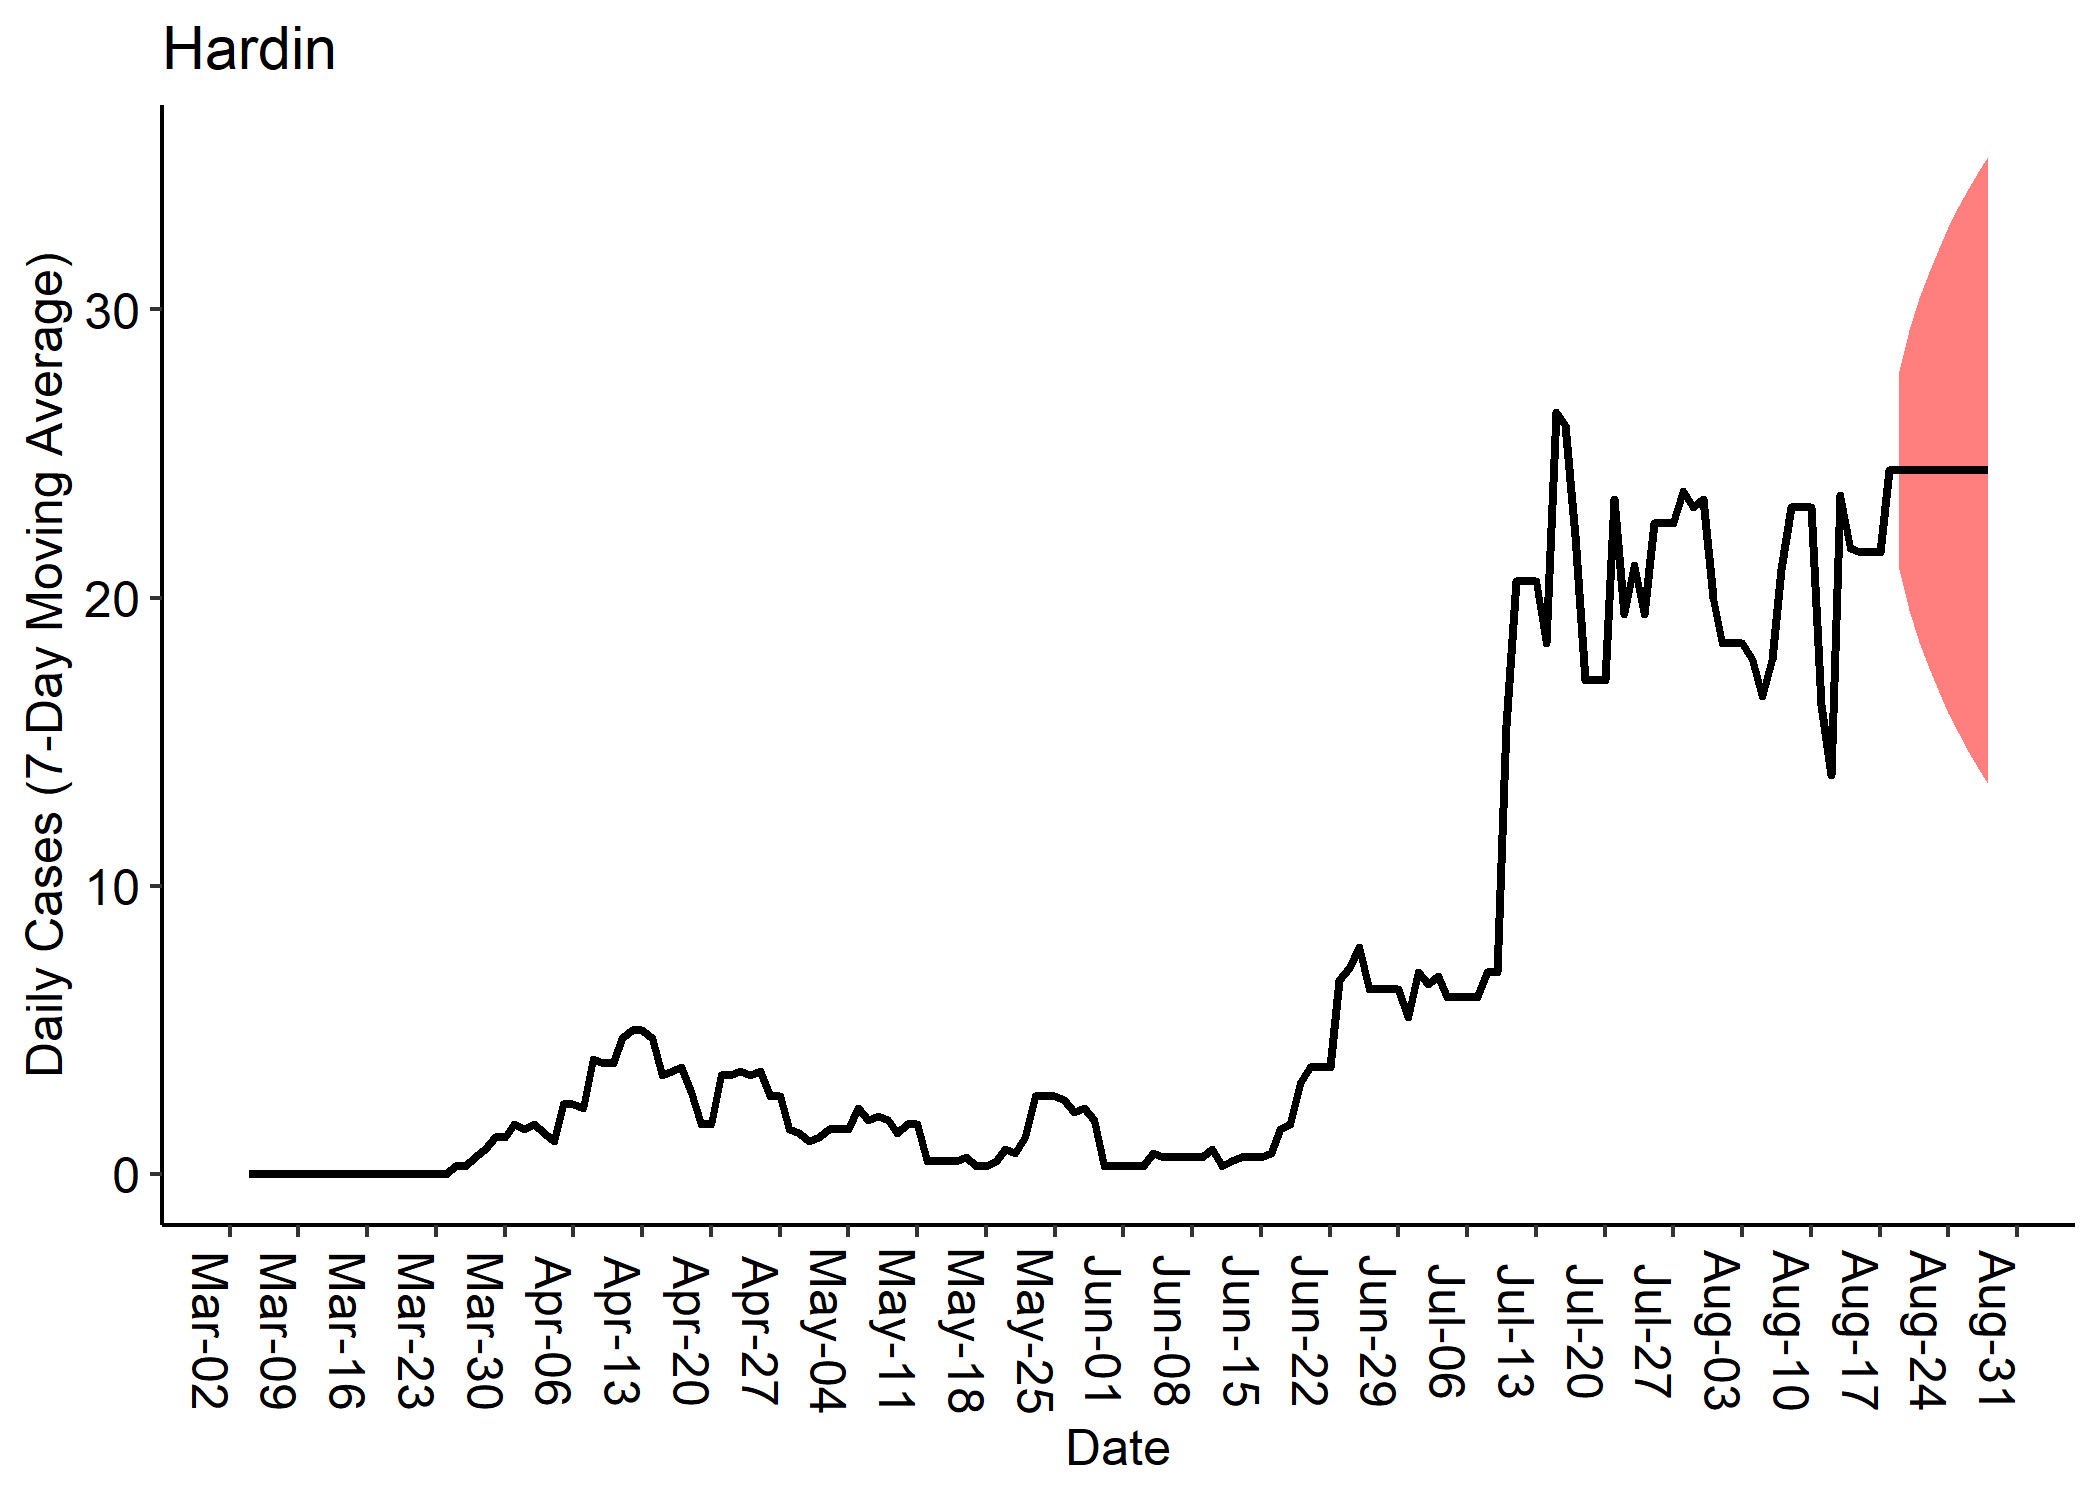 Hardin
Daily Cases (7-Day Moving Average)
30
20
10
0
Mar-02
Mar-09
Mar-16
Mar-23
Mar-30
Apr-06
Apr-13
Apr-20
Apr-27
May-04
May-11
May-18
May-25
Jun-01
Jun-08
Jun-15
Jun-22
Jun-29
Jul-06
Jul-13
Jul-20
Jul-27
Aug-03
Aug-10
Aug-17
Aug-24
Aug-31
Date